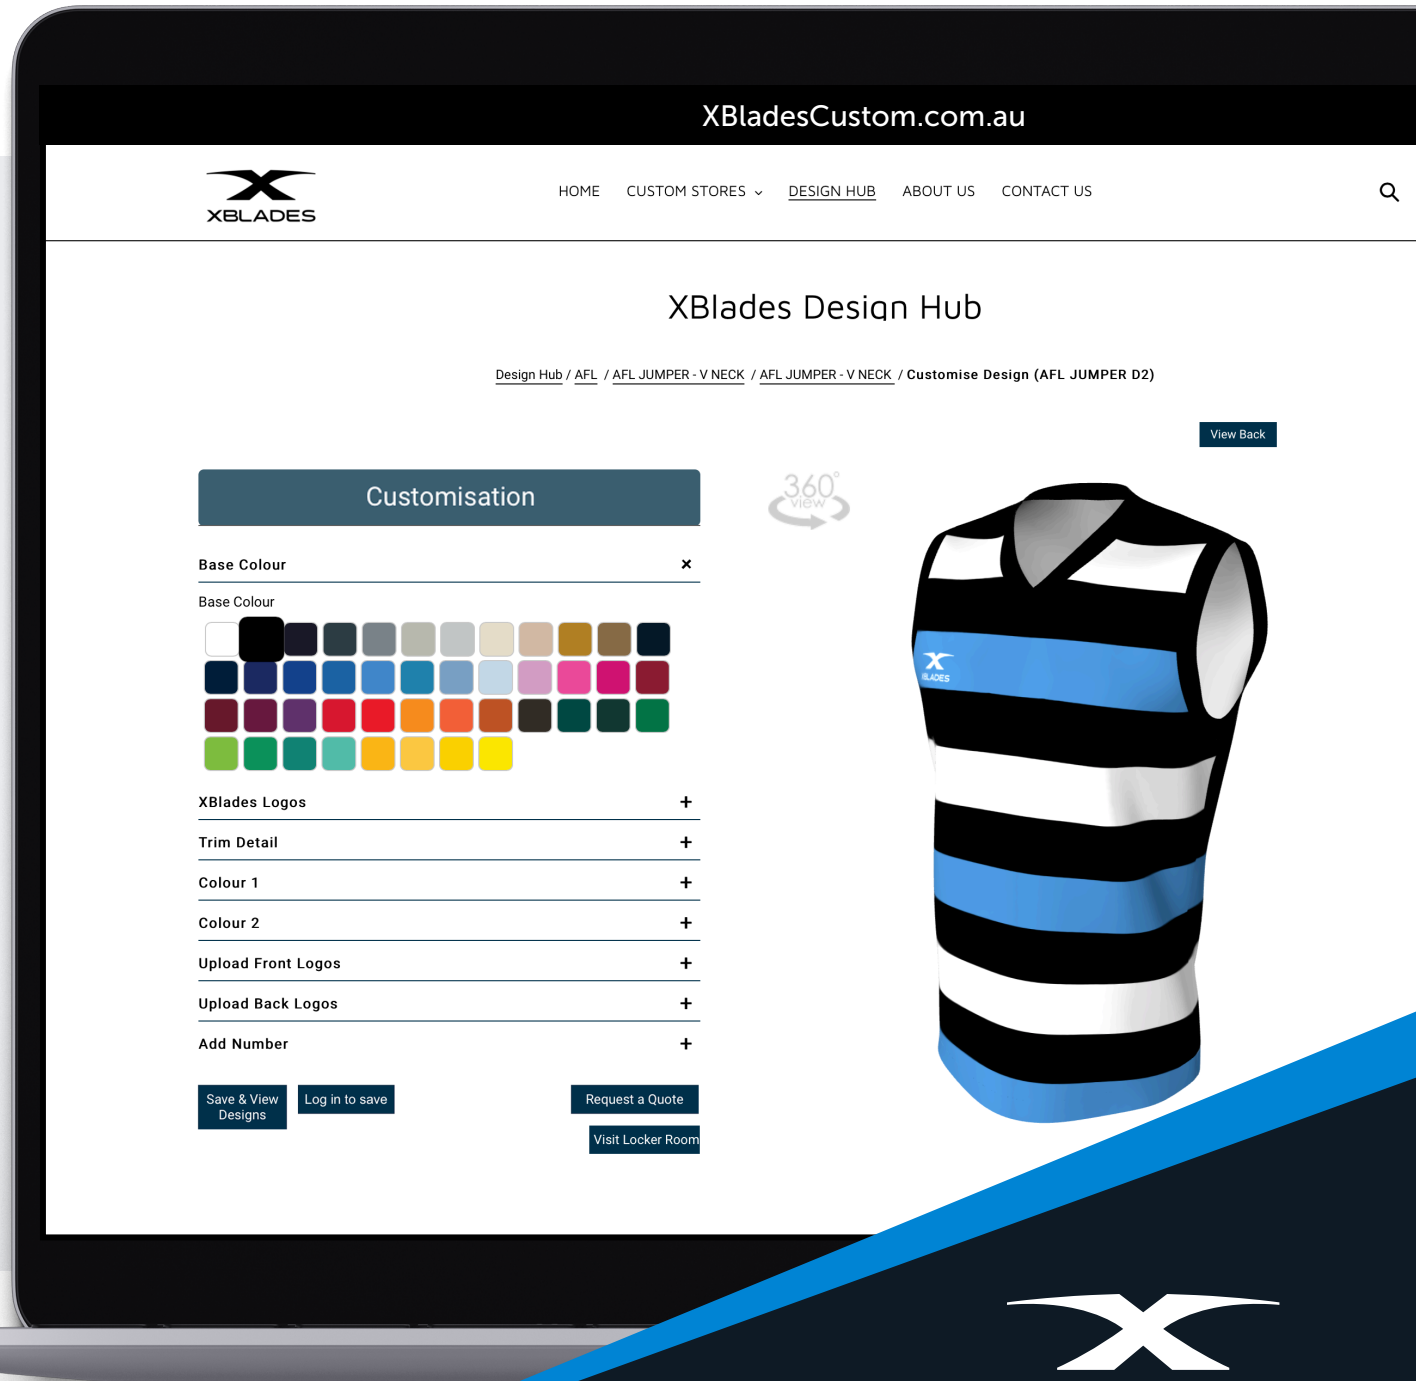 XBladesCustom.com.au
XBLADES
HOME CUSTOM STORES DESIGN HUB ABOUT US CONTACT US
XBlades Design Hub
Design Hub / AFL / AFL JUMPER - V NECK / AFL JUMPER - V NECK / Customise Design (AFL JUMPER D2)
View Back
Customisation
360°
view
Base Colour
Base Colour
XBLADES
XBlades Logos
Trim Detail
Colour 1
Colour 2
Upload Front Logos
Upload Back Logos
Add Number
Save & View
Designs
Log in to save
Request a Quote
Visit Locker Room